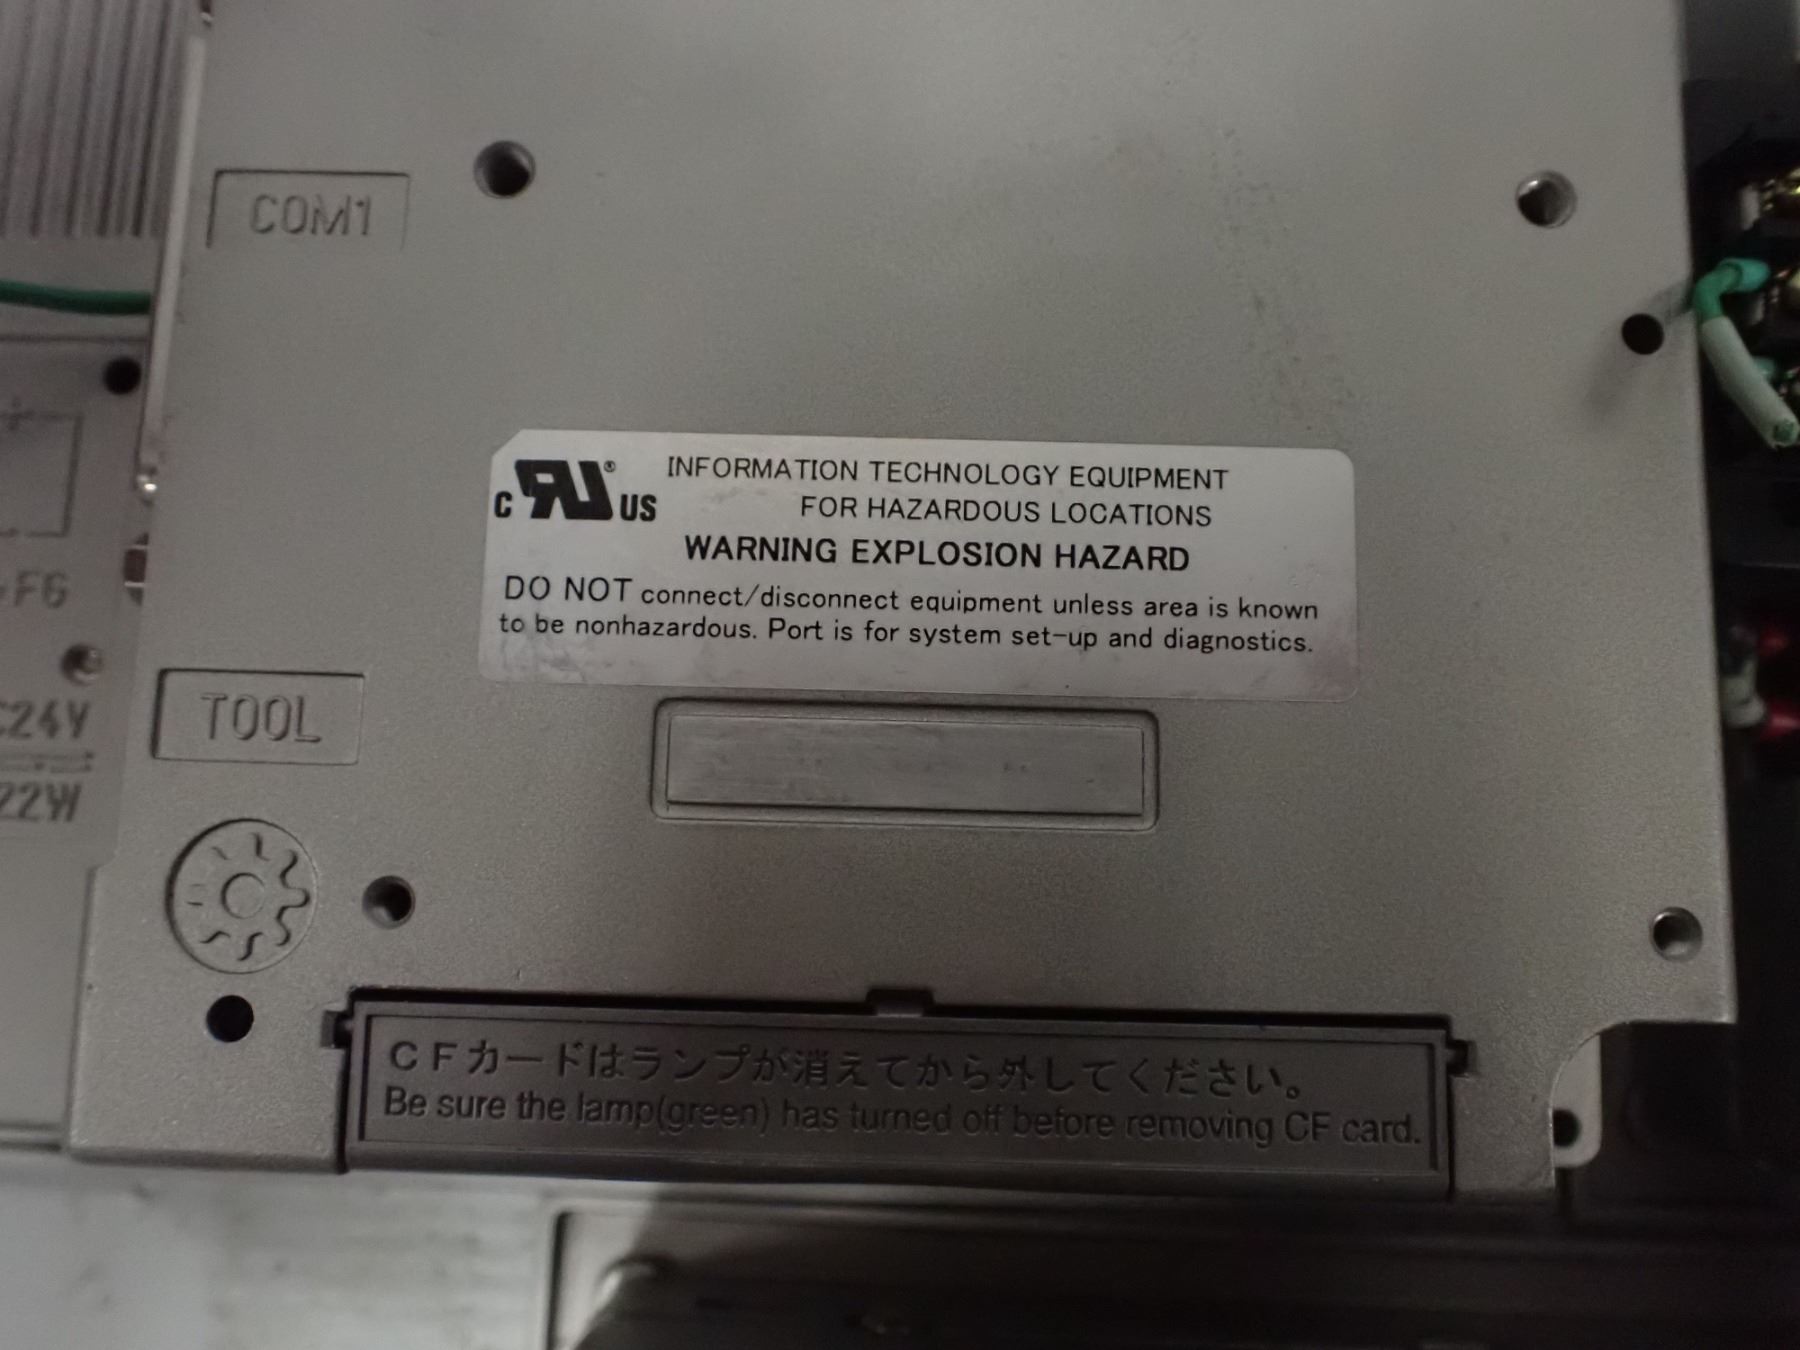 COM1
C US
INFORMATION TECHNOLOGY EQUIPMENT
FOR HAZARDOUS LOCATIONS
WARNING EXPLOSION HAZARD
DO NOT connect/disconnect equipment unless area is known
to be nonhazardous. Port is for system set-up and diagnostics.
FG
TOOL
C24V
22W
CFカードはランプが消えてから外してください。
Be sure the lamp(green) has turned off before removing CF card.